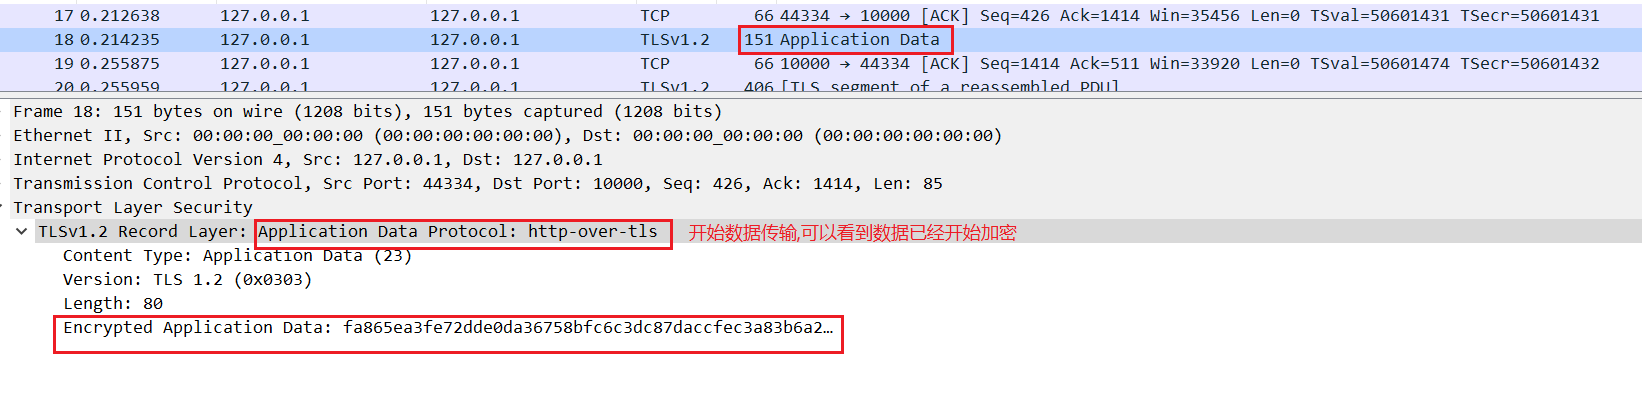 17 0.212638 127.0.0.1 127.0.0.1 TCP 66 44334 → 10000 [ACK] Seq=426 Ack=1414 Win=35456 Len=0 TSval=50601431 TSecr=50601431
18 0.214235 127.0.0.1 127.0.0.1 TLSv1.2 151 Application Data
19 0.255875 127.0.0.1 127.0.0.1 TCP 66 10000 → 44334 [ACK] Seq=1414 Ack=511 Win=33920 Len=0 TSval=50601474 TSecr=50601432
20 0.255959 127.0.0.1 127.0.0.1 TLSv1.2 406 [TLS segment of a reassembled PDU]
Frame 18: 151 bytes on wire (1208 bits), 151 bytes captured (1208 bits)
Ethernet II, Src: 00:00:00_00:00:00 (00:00:00:00:00:00), Dst: 00:00:00_00:00:00 (00:00:00:00:00:00)
Internet Protocol Version 4, Src: 127.0.0.1, Dst: 127.0.0.1
Transmission Control Protocol, Src Port: 44334, Dst Port: 10000, Seq: 426, Ack: 1414, Len: 85
Transport Layer Security
TLSv1.2 Record Layer: Application Data Protocol: http-over-tls 开始数据传输,可以看到数据已经开始加密
Content Type: Application Data (23)
Version: TLS 1.2 (0x0303)
Length: 80
Encrypted Application Data: fa865ea3fe72dde0da36758bfc6c3dc87daccfec3a83b6a2…